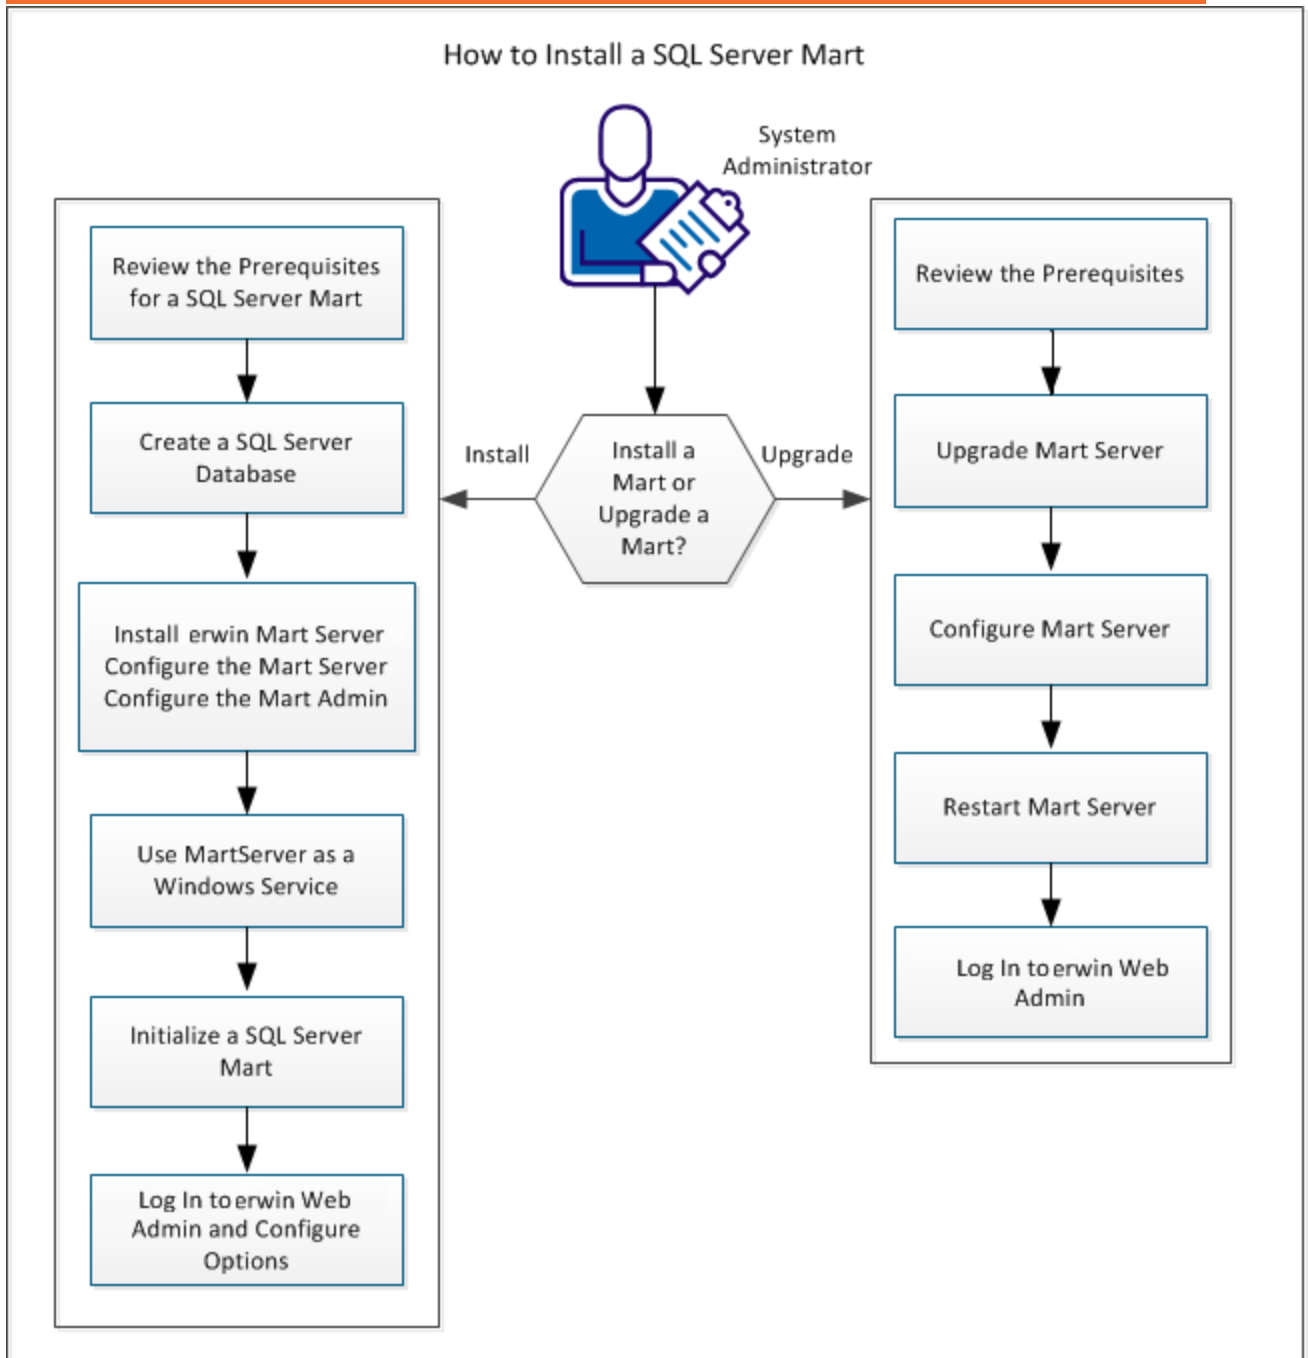 How to Install a SQL Server Mart
System
Administrator
Review the Prerequisites
for a SQL Server Mart
Create a SQL Server
Database
Install erwin Mart Server
Configure the Mart Server
Configure the Mart Admin
Use MartServer as a
Windows Service
Initialize a SQL Server
Mart
Log In to erwin Web
Admin and Configure
Options
Install
Install a
Mart or
Upgrade a
Mart?
Upgrade
Review the Prerequisites
Upgrade Mart Server
Configure Mart Server
Restart Mart Server
Log In to erwin Web
Admin